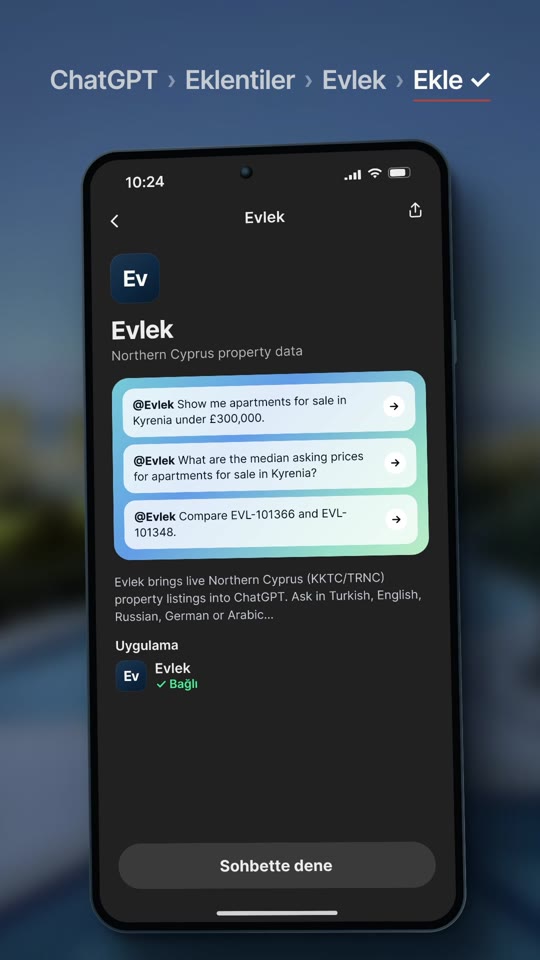 ChatGPT › Eklentiler › Evlek › Ekle ✓
10:24
Evlek
Ev
Evlek
Northern Cyprus property data
@Evlek Show me apartments for sale in
Kyrenia under £300,000.
@Evlek What are the median asking prices
for apartments for sale in Kyrenia?
@Evlek Compare EVL-101366 and EVL-
101348.
Evlek brings live Northern Cyprus (KKTC/TRNC)
property listings into ChatGPT. Ask in Turkish, English,
Russian, German or Arabic...
Uygulama
Ev
Evlek
✓ Bağlı
Sohbette dene